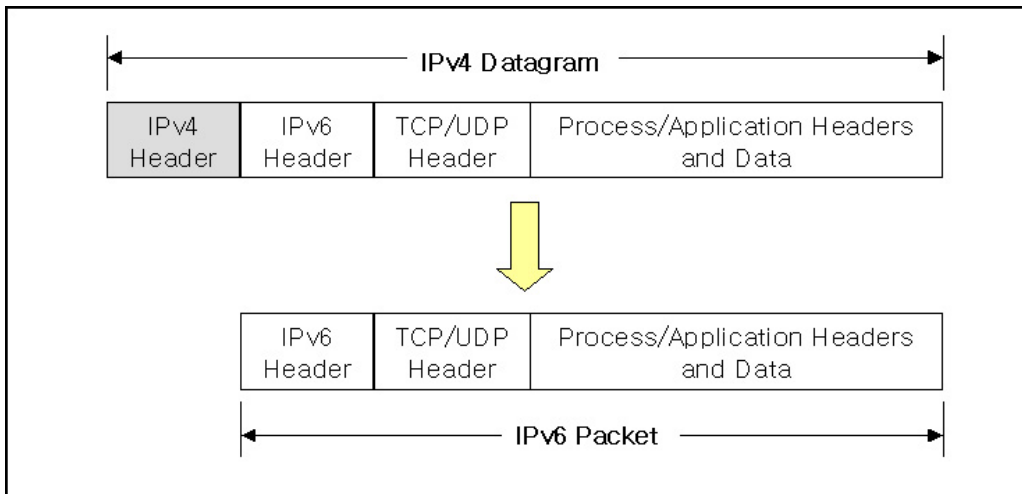 IPv4 Datagram
IPv4 Header
IPv6 Header
TCP/UDP Header
Process/Application Headers and Data
IPv6 Header
TCP/UDP Header
Process/Application Headers and Data
IPv6 Packet